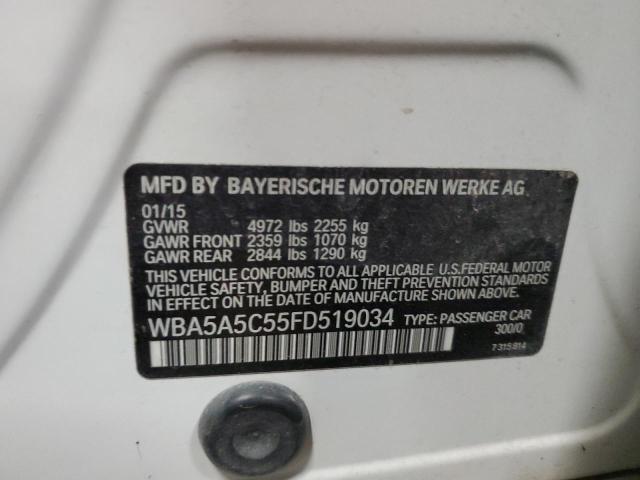 MFD BY BAYERISCHE MOTOREN WERKE AG
01/15
GVWR 4972 lbs 2255 kg
GAWR FRONT 2359 lbs 1070 kg
GAWR REAR 2844 lbs 1290 kg
THIS VEHICLE CONFORMS TO ALL APPLICABLE U.S.FEDERAL MOTOR
VEHICLE SAFETY, BUMPER AND THEFT PREVENTION STANDARDS
IN EFFECT ON THE DATE OF MANUFACTURE SHOWN ABOVE.
WBA5A5C55FD519034 TYPE: PASSENGER CAR
300/0
7315814